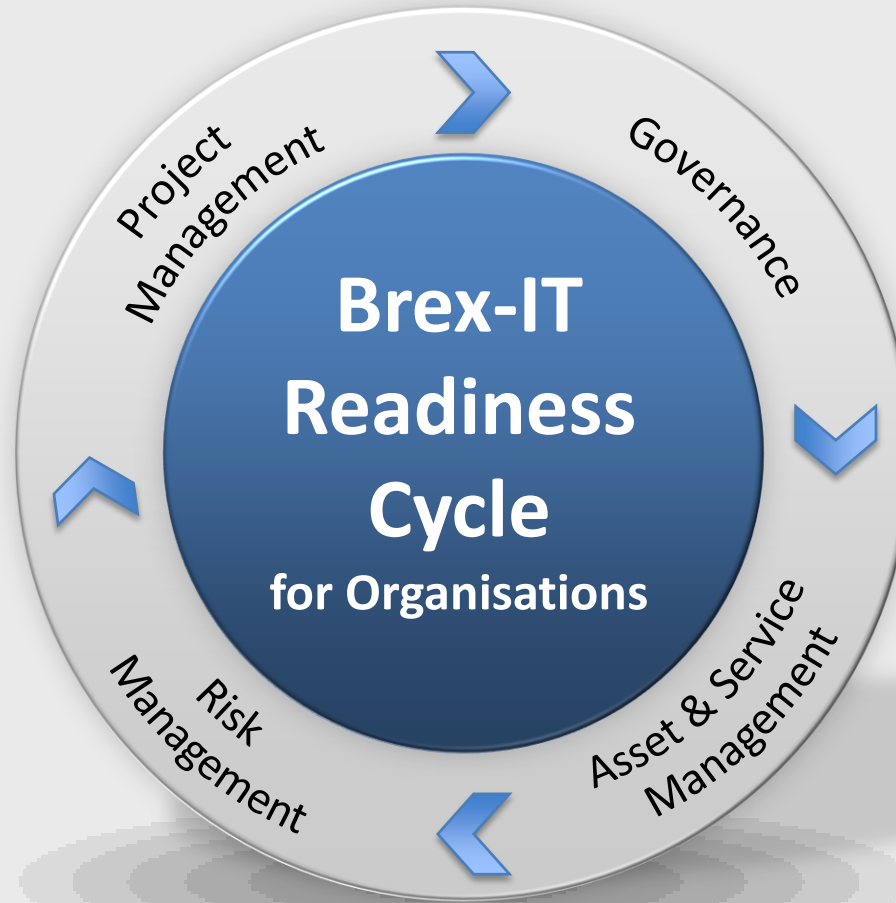 Brex-IT
Readiness
Cycle
for Organisations
Project
Management
Governance
Asset & Service
Management
Risk
Management